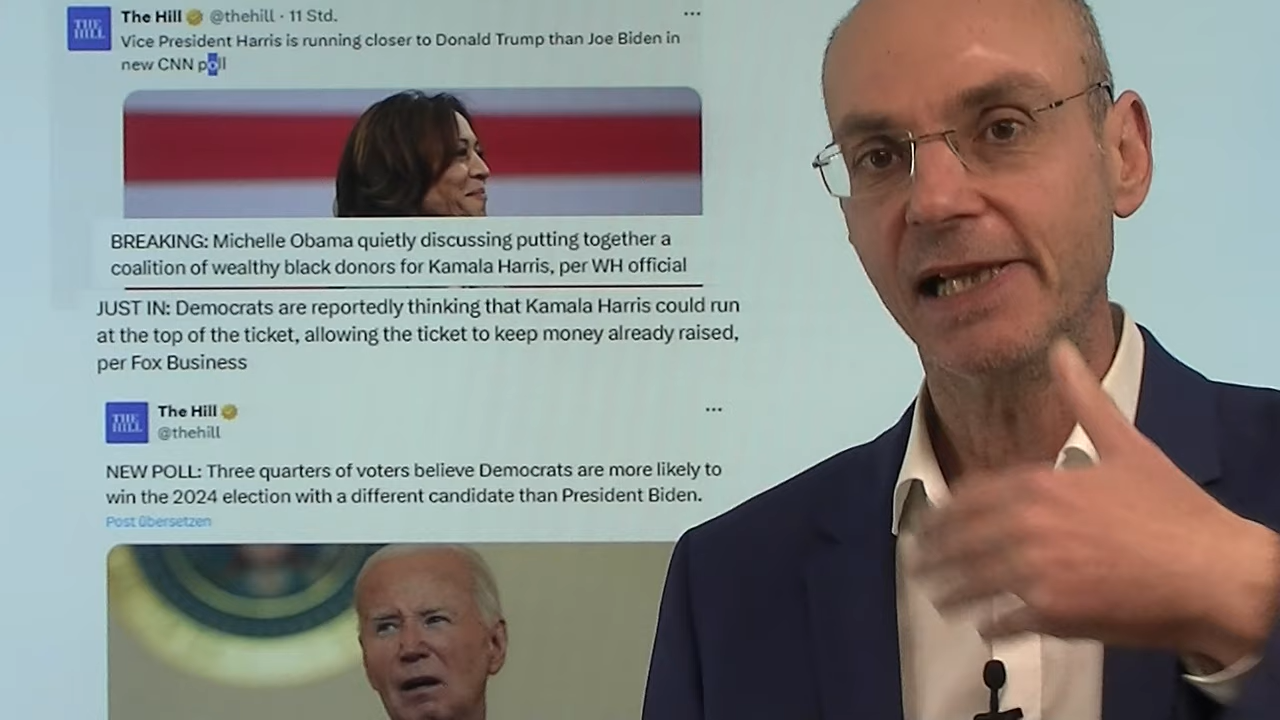 THE HILL
The Hill @thehill · 11 Std.
Vice President Harris is running closer to Donald Trump than Joe Biden in
new CNN poll
BREAKING: Michelle Obama quietly discussing putting together a
coalition of wealthy black donors for Kamala Harris, per WH official
JUST IN: Democrats are reportedly thinking that Kamala Harris could run
at the top of the ticket, allowing the ticket to keep money already raised,
per Fox Business
THE HILL
The Hill
@thehill
NEW POLL: Three quarters of voters believe Democrats are more likely to
win the 2024 election with a different candidate than President Biden.
Post übersetzen